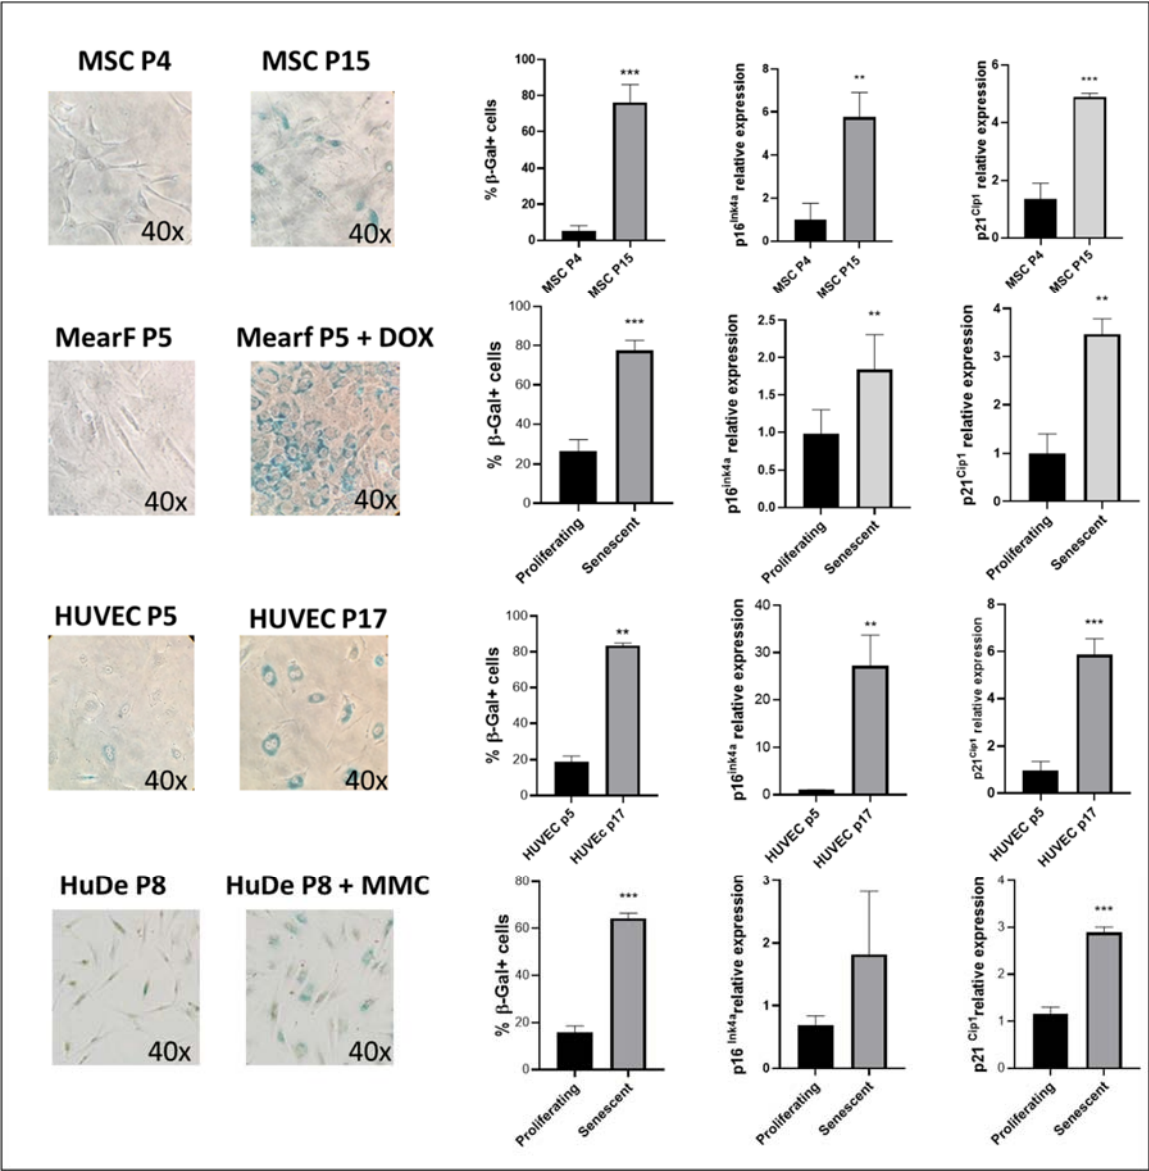 MSC P4
MSC P15
40x
40x
% β-Gal+ cells
100
80
60
40
20
0
***
MSC P4
MSC P15
p16Ink4a relative expression
8
6
4
2
0
**
MSC P4
MSC P15
p21Cip1 relative expression
6
4
2
0
***
MSC P4
MSC P15
MearF P5
Mearf P5 + DOX
40x
40x
% β-Gal+ cells
100
80
60
40
20
0
***
Proliferating
Senescent
p16ink4a relative expression
2.5
2.0
1.5
1.0
0.5
0.0
**
Proliferating
Senescent
p21Cip1 relative expression
4
3
2
1
0
**
Proliferating
Senescent
HUVEC P5
HUVEC P17
40x
40x
% β-Gal+ cells
100
80
60
40
20
0
**
HUVEC p5
HUVEc p17
p16ink4a relative expression
40
30
20
10
0
**
HUVEC p5
HUVEC p17
p21Cip1 relative expression
8
6
4
2
0
***
HUVEC p5
HUVEC p17
HuDe P8
HuDe P8 + MMC
40x
40x
% β-Gal+ cells
80
60
40
20
0
***
Proliferating
Senescent
p16 Ink4a relative expression
3
2
1
0
Proliferating
Senescent
p21 Cip1 relative expression
4
3
2
1
0
***
Proliferating
Senescent